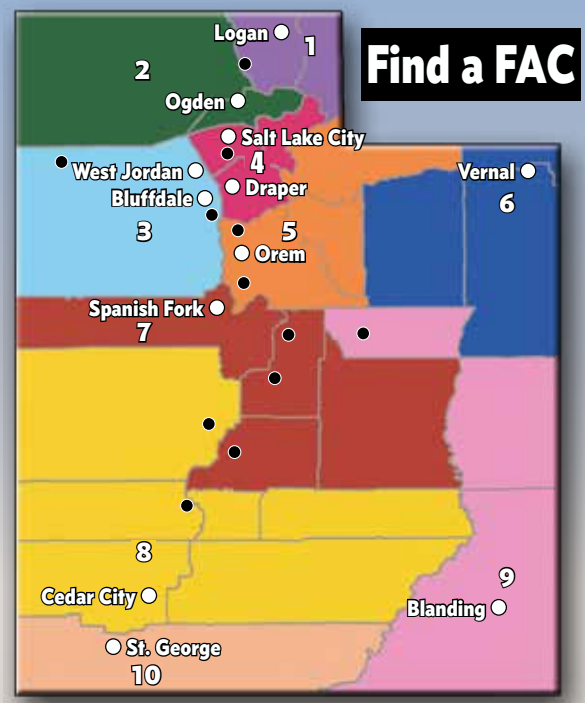 Find a FAC
Logan
1
2
Ogden
Salt Lake City
4
West Jordan
Vernal
Draper
Bluffdale
6
3
5
Orem
Spanish Fork
7
8
9
Cedar City
Blanding
St. George
10